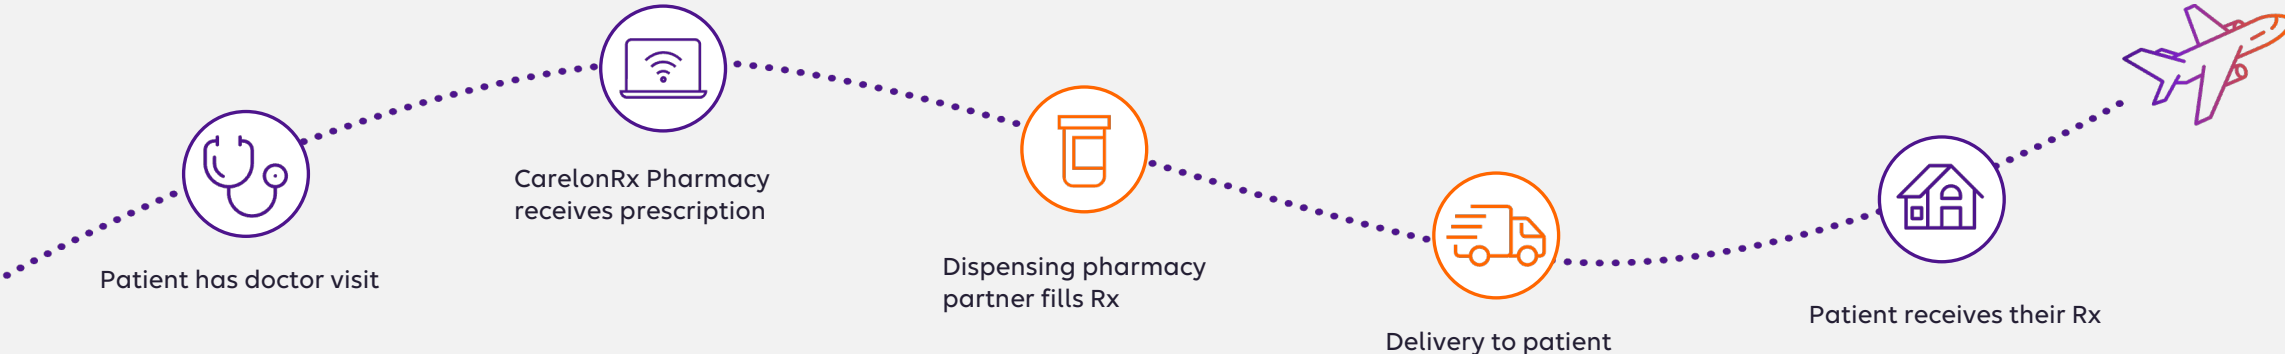 Patient has doctor visit
CarelonRx Pharmacy
receives prescription
Dispensing pharmacy
partner fills Rx
Delivery to patient
Patient receives their Rx